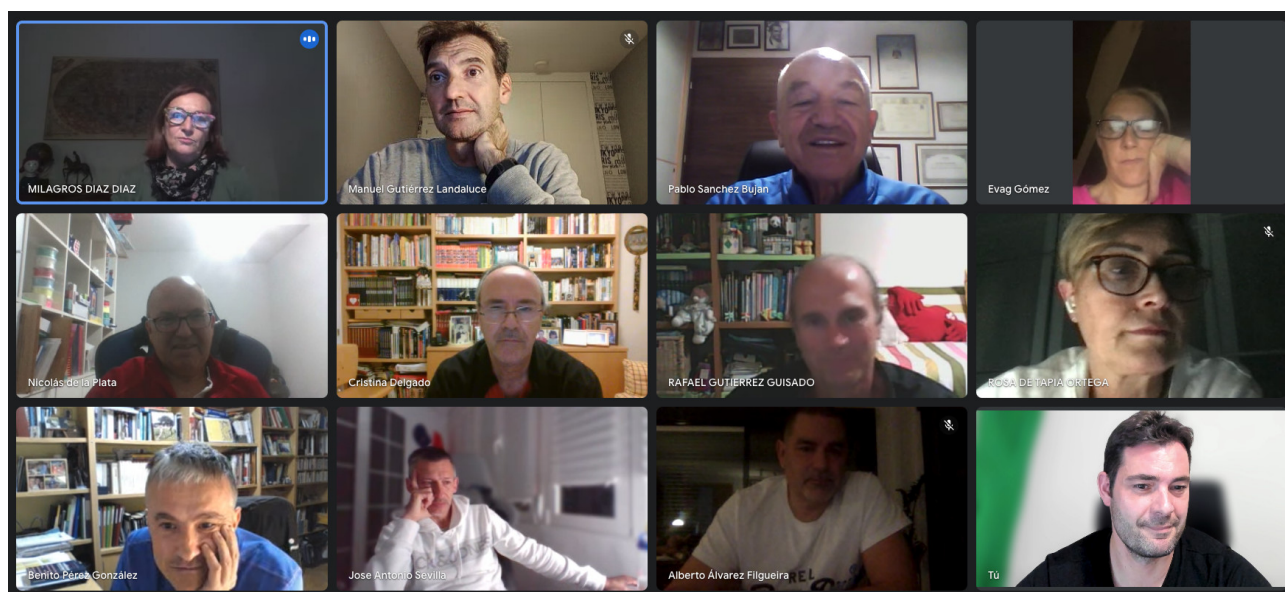 MILAGROS DIAZ DIAZ
Manuel Gutiérrez Landaluce
Pablo Sanchez Bujan
Evag Gómez
Nicolás de la Plata
Cristina Delgado
RAFAEL GUTIERREZ GUISADO
ROSA DE TAPIA ORTEGA
Benito Pérez González
Jose Antonio Sevilla
Alberto Álvarez Filgueira
Tú